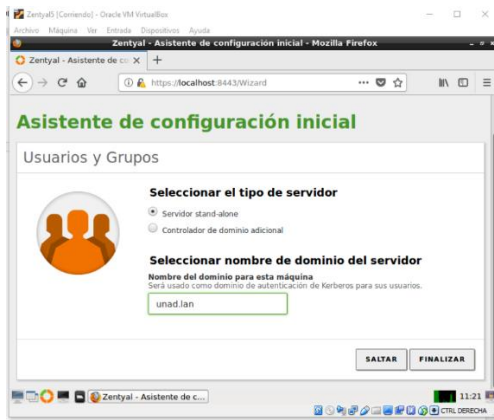 Zentyal5 [Corriendo] - Oracle VM VirtualBox
Archivo Máquina Ver Entrada Dispositivos Ayuda
Zentyal - Asistente de configuración inicial - Mozilla Firefox
Zentyal - Asistente de co
https://localhost:8443/Wizard
Asistente de configuración inicial
Usuarios y Grupos
Seleccionar el tipo de servidor
Servidor stand-alone
Controlador de dominio adicional
Seleccionar nombre de dominio del servidor
Nombre del dominio para esta máquina
Será usado como dominio de autenticación de Kerberos para sus usuarios.
unad.lan
SALTAR FINALIZAR
Zentyal - Asistente de c... 11:21
CTRL DERECHA